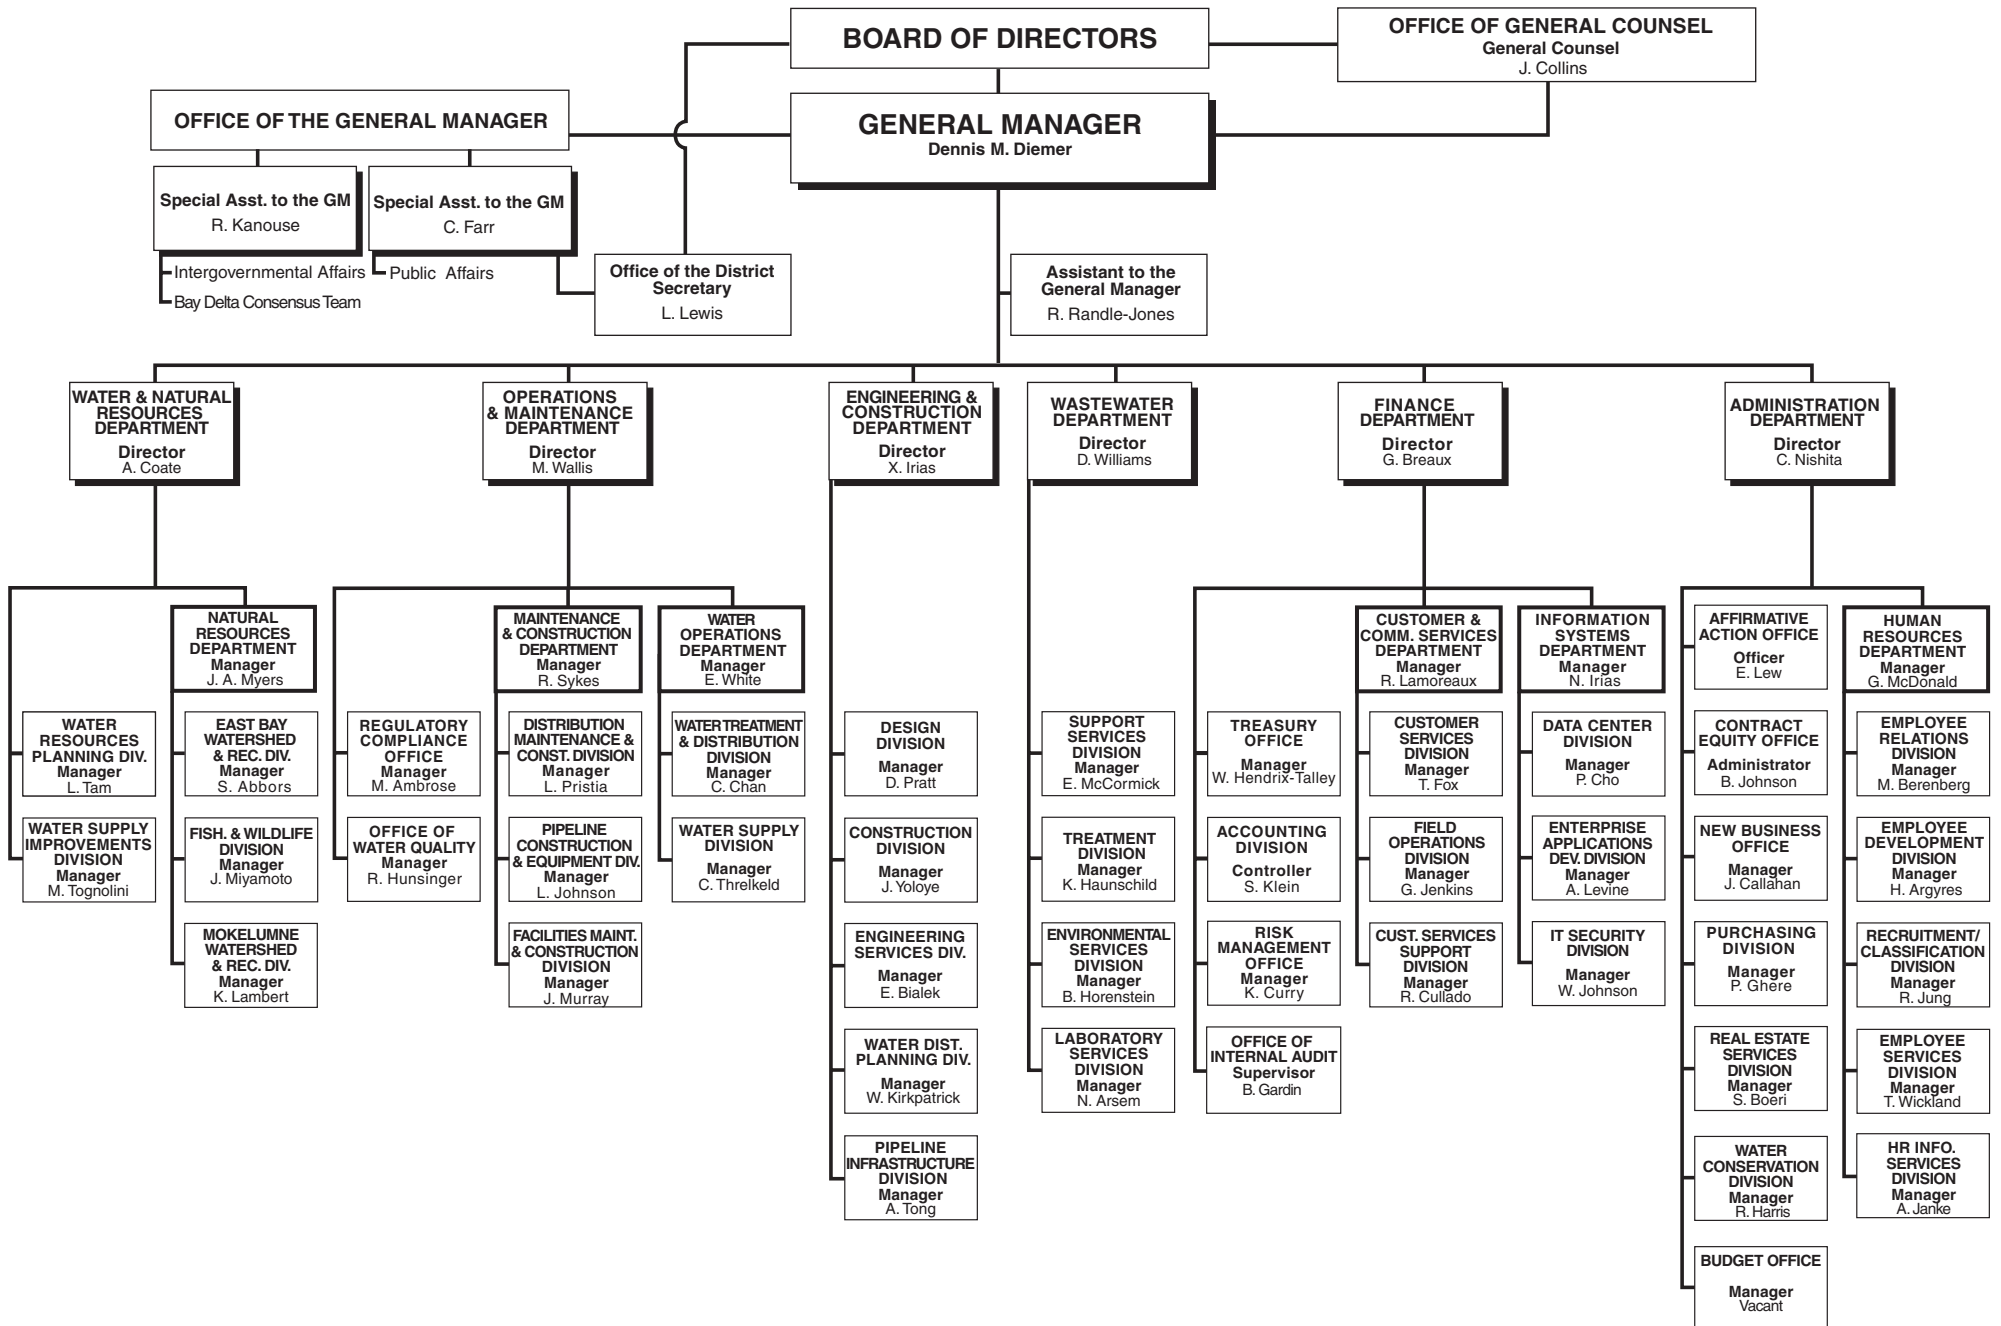 BOARD OF DIRECTORS
OFFICE OF GENERAL COUNSEL
General Counsel
J. Collins
OFFICE OF THE GENERAL MANAGER
GENERAL MANAGER
Dennis M. Diemer
Special Asst. to the GM
R. Kanouse
Intergovernmental Affairs
Bay Delta Consensus Team
Special Asst. to the GM
C. Farr
Public Affairs
Office of the District
Secretary
L. Lewis
Assistant to the
General Manager
R. Randle-Jones
WATER & NATURAL
RESOURCES
DEPARTMENT
Director
A. Coate
OPERATIONS
& MAINTENANCE
DEPARTMENT
Director
M. Wallis
ENGINEERING &
CONSTRUCTION
DEPARTMENT
Director
X. Irias
WASTEWATER
DEPARTMENT
Director
D. Williams
FINANCE
DEPARTMENT
Director
G. Breaux
ADMINISTRATION
DEPARTMENT
Director
C. Nishita
WATER
RESOURCES
PLANNING DIV.
Manager
L. Tam
WATER SUPPLY
IMPROVEMENTS
DIVISION
Manager
M. Tognolini
NATURAL
RESOURCES
DEPARTMENT
Manager
J. A. Myers
EAST BAY
WATERSHED
& REC. DIV.
Manager
S. Abbors
FISH. & WILDLIFE
DIVISION
Manager
J. Miyamoto
MOKELUMNE
WATERSHED
& REC. DIV.
Manager
K. Lambert
REGULATORY
COMPLIANCE
OFFICE
Manager
M. Ambrose
OFFICE OF
WATER QUALITY
Manager
R. Hunsinger
MAINTENANCE
& CONSTRUCTION
DEPARTMENT
Manager
R. Sykes
DISTRIBUTION
MAINTENANCE &
CONST. DIVISION
Manager
L. Pristia
PIPELINE
CONSTRUCTION
& EQUIPMENT DIV.
Manager
L. Johnson
FACILITIES MAINT.
& CONSTRUCTION
DIVISION
Manager
J. Murray
WATER
OPERATIONS
DEPARTMENT
Manager
E. White
WATER TREATMENT
& DISTRIBUTION
DIVISION
Manager
C. Chan
WATER SUPPLY
DIVISION
Manager
C. Threlkeld
DESIGN
DIVISION
Manager
D. Pratt
CONSTRUCTION
DIVISION
Manager
J. Yoloye
ENGINEERING
SERVICES DIV.
Manager
E. Bialek
WATER DIST.
PLANNING DIV.
Manager
W. Kirkpatrick
PIPELINE
INFRASTRUCTURE
DIVISION
Manager
A. Tong
SUPPORT
SERVICES
DIVISION
Manager
E. McCormick
TREATMENT
DIVISION
Manager
K. Haunschild
ENVIRONMENTAL
SERVICES
DIVISION
Manager
B. Horenstein
LABORATORY
SERVICES
DIVISION
Manager
N. Arsem
TREASURY
OFFICE
Manager
W. Hendrix-Talley
ACCOUNTING
DIVISION
Controller
S. Klein
RISK
MANAGEMENT
OFFICE
Manager
K. Curry
OFFICE OF
INTERNAL AUDIT
Supervisor
B. Gardin
CUSTOMER &
COMM. SERVICES
DEPARTMENT
Manager
R. Lamoreaux
CUSTOMER
SERVICES
DIVISION
Manager
T. Fox
FIELD
OPERATIONS
DIVISION
Manager
G. Jenkins
CUST. SERVICES
SUPPORT
DIVISION
Manager
R. Cullado
INFORMATION
SYSTEMS
DEPARTMENT
Manager
N. Irias
DATA CENTER
DIVISION
Manager
P. Cho
ENTERPRISE
APPLICATIONS
DEV. DIVISION
Manager
A. Levine
IT SECURITY
DIVISION
Manager
W. Johnson
AFFIRMATIVE
ACTION OFFICE
Officer
E. Lew
CONTRACT
EQUITY OFFICE
Administrator
B. Johnson
NEW BUSINESS
OFFICE
Manager
J. Callahan
PURCHASING
DIVISION
Manager
P. Ghere
REAL ESTATE
SERVICES
DIVISION
Manager
S. Boeri
WATER
CONSERVATION
DIVISION
Manager
R. Harris
BUDGET OFFICE
Manager
Vacant
HUMAN
RESOURCES
DEPARTMENT
Manager
G. McDonald
EMPLOYEE
RELATIONS
DIVISION
Manager
M. Berenberg
EMPLOYEE
DEVELOPMENT
DIVISION
Manager
H. Argyres
RECRUITMENT/
CLASSIFICATION
DIVISION
Manager
R. Jung
EMPLOYEE
SERVICES
DIVISION
Manager
T. Wickland
HR INFO.
SERVICES
DIVISION
Manager
A. Janke